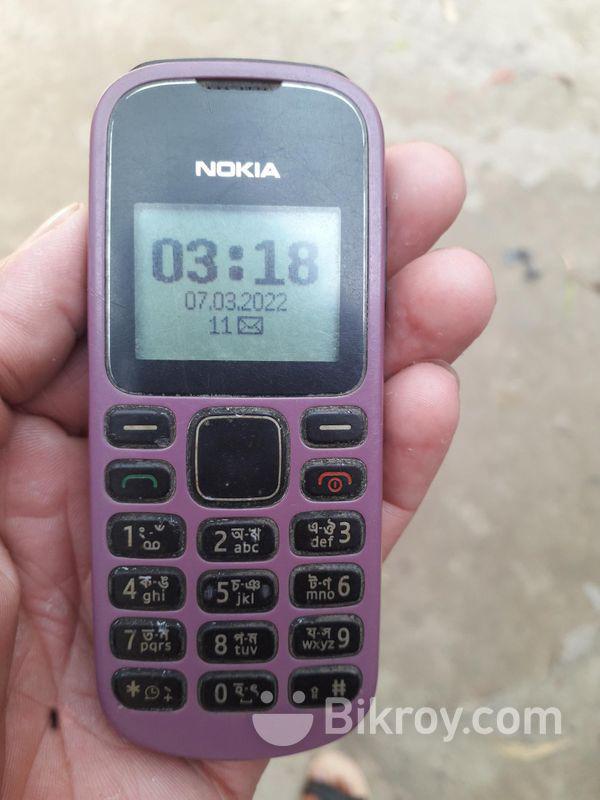 NOKIA
03:18
07.03.2022
11
1 ং-ঁ
2 অ-ঋ
abc
এ-ঔ 3
def
4 ক-ঙ
ghi
5 চ-ঞ
jkl
ট-ণ 6
mno
7 ত-ন
pqrs
8 প-ম
tuv
য-স 9
wxyz
*
+
0
#
Bikroy.com